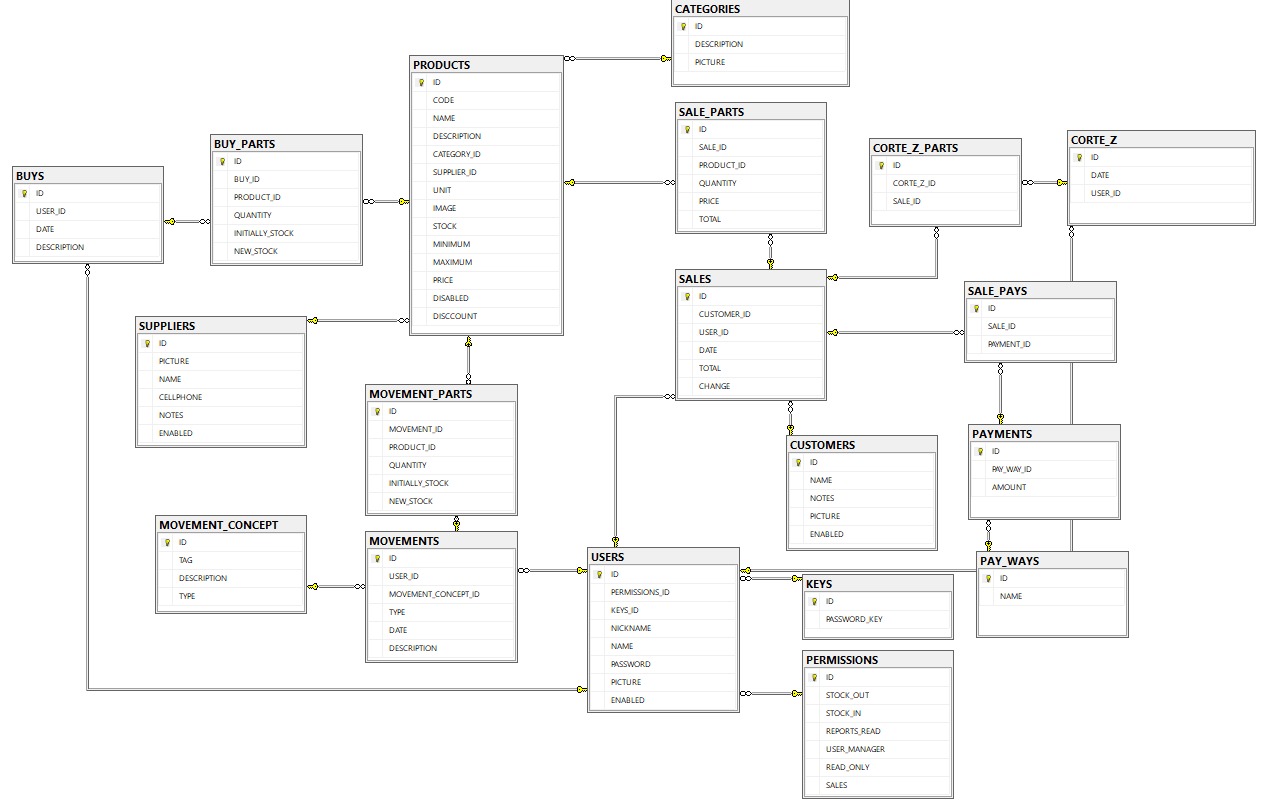 CATEGORIES
ID
DESCRIPTION
PICTURE
PRODUCTS
ID
CODE
NAME
DESCRIPTION
CATEGORY_ID
SUPPLIER_ID
UNIT
IMAGE
STOCK
MINIMUM
MAXIMUM
PRICE
DISABLED
DISCCOUNT
SALE_PARTS
ID
SALE_ID
PRODUCT_ID
QUANTITY
PRICE
TOTAL
CORTE_Z_PARTS
ID
CORTE_Z_ID
SALE_ID
CORTE_Z
ID
DATE
USER_ID
BUY_PARTS
ID
BUY_ID
PRODUCT_ID
QUANTITY
INITIALLY_STOCK
NEW_STOCK
BUYS
ID
USER_ID
DATE
DESCRIPTION
SALES
ID
CUSTOMER_ID
USER_ID
DATE
TOTAL
CHANGE
SALE_PAYS
ID
SALE_ID
PAYMENT_ID
SUPPLIERS
ID
PICTURE
NAME
CELLPHONE
NOTES
ENABLED
MOVEMENT_PARTS
ID
MOVEMENT_ID
PRODUCT_ID
QUANTITY
INITIALLY_STOCK
NEW_STOCK
CUSTOMERS
ID
NAME
NOTES
PICTURE
ENABLED
PAYMENTS
ID
PAY_WAY_ID
AMOUNT
MOVEMENT_CONCEPT
ID
TAG
DESCRIPTION
TYPE
MOVEMENTS
ID
USER_ID
MOVEMENT_CONCEPT_ID
TYPE
DATE
DESCRIPTION
USERS
ID
PERMISSIONS_ID
KEYS_ID
NICKNAME
NAME
PASSWORD
PICTURE
ENABLED
PAY_WAYS
ID
NAME
KEYS
ID
PASSWORD_KEY
PERMISSIONS
ID
STOCK_OUT
STOCK_IN
REPORTS_READ
USER_MANAGER
READ_ONLY
SALES